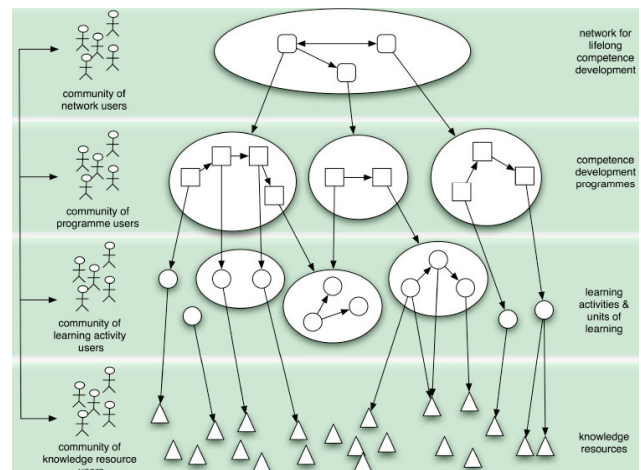 community of
network users
network for
lifelong
competence
development
community of
programme users
competence
development
programmes
community of
learning activity
users
learning
activities &
units of
learning
community of
knowledge resource
users
knowledge
resources